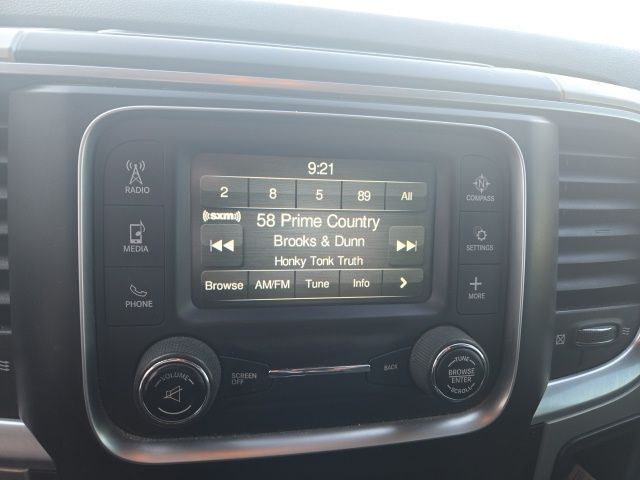 9:21
2 8 5 89 All
((sxm))
58 Prime Country
Brooks & Dunn
Honky Tonk Truth
Browse AM/FM Tune Info >
RADIO
MEDIA
PHONE
N
COMPASS
SETTINGS
+
MORE
VOLUME
SCREEN
OFF
BACK
TUNE
BROWSE
ENTER
SCROLL